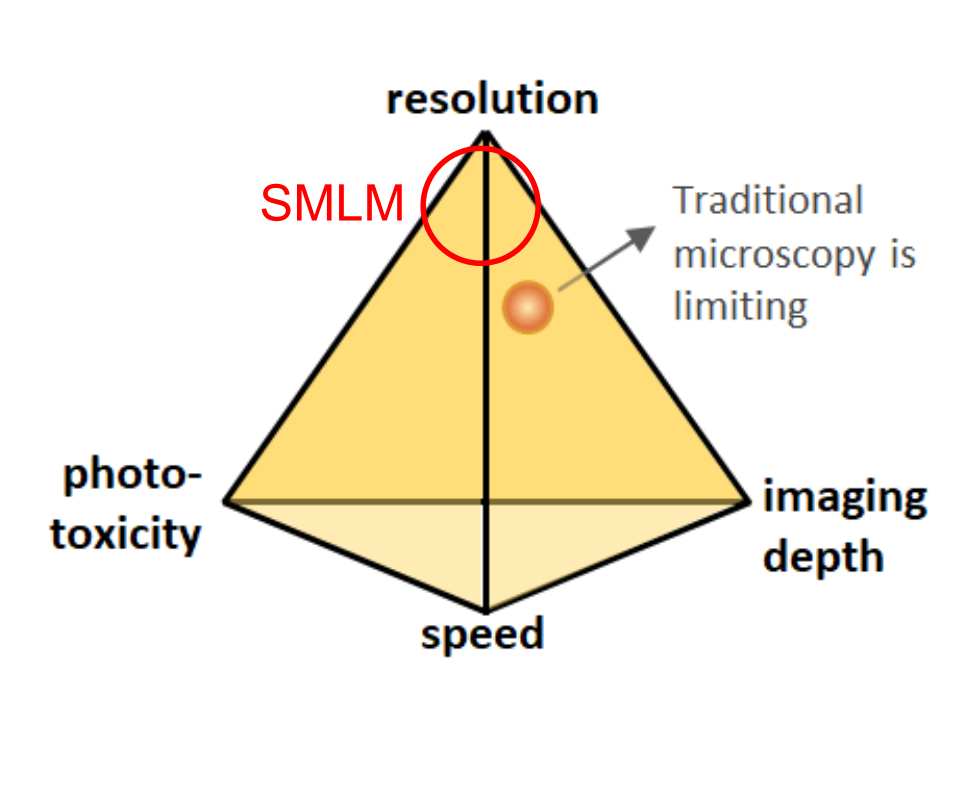 resolution
SMLM
Traditional
microscopy is
limiting
photo-
toxicity
imaging
depth
speed